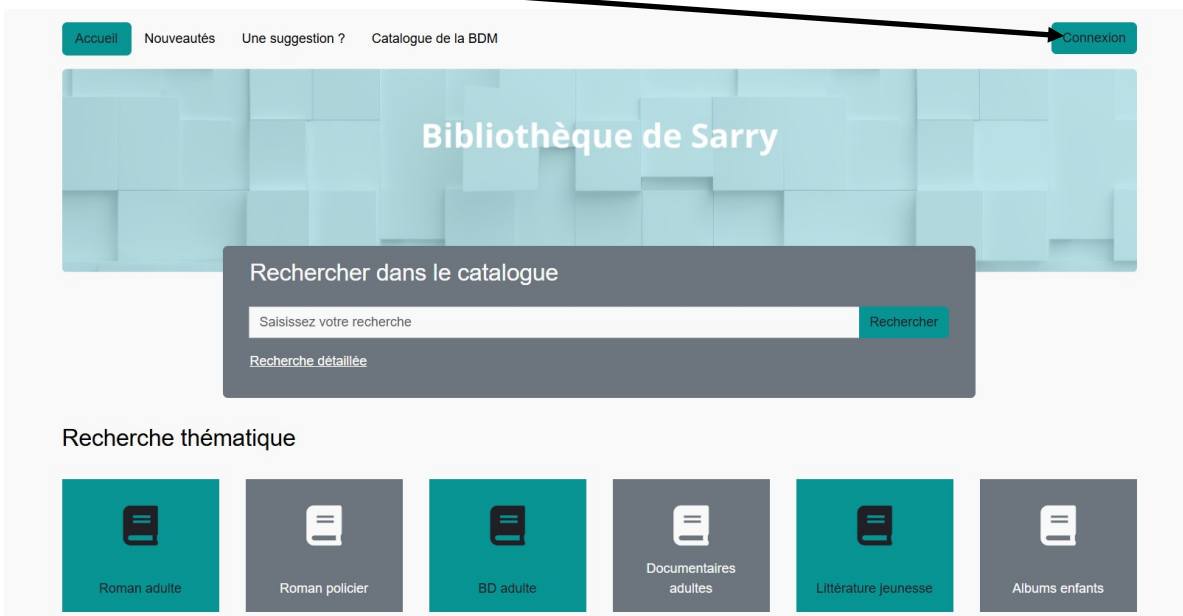 Accueil Nouveautés Une suggestion ? Catalogue de la BDM Connexion
Bibliothèque de Sarry
Rechercher dans le catalogue
Saisissez votre recherche Rechercher
Recherche détaillée
Recherche thématique
Roman adulte Roman policier BD adulte Documentaires
adultes Littérature jeunesse Albums enfants